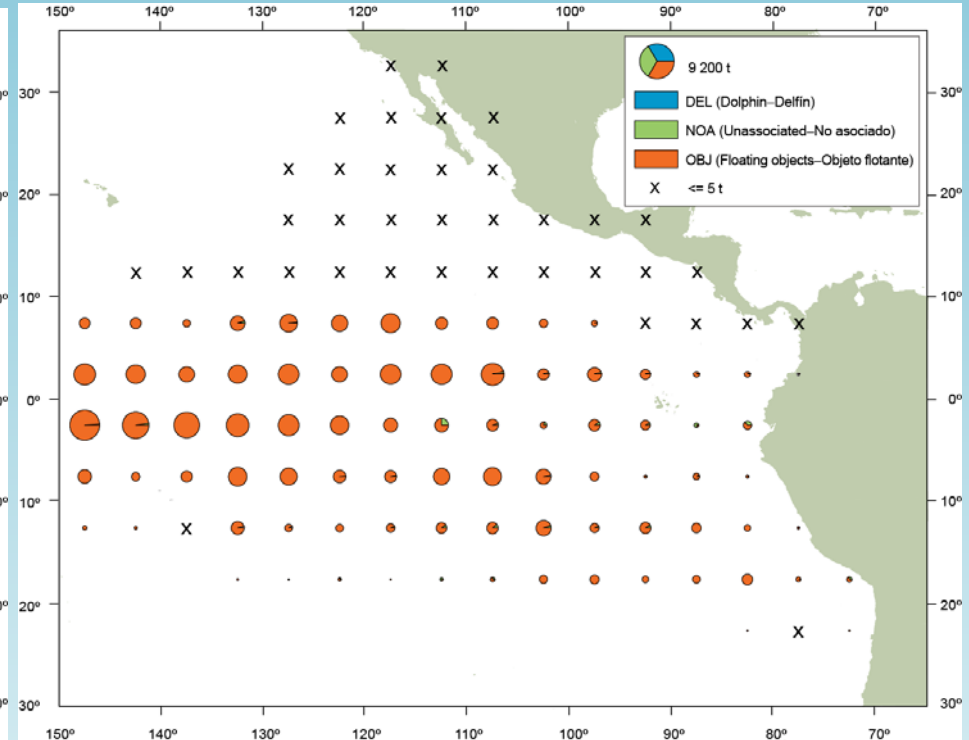 150º 140º 130º 120º 110º 100º 90º 80º 70º
9 200 t
30º 30º
DEL (Dolphin–Delfín)
NOA (Unassociated–No asociado)
OBJ (Floating objects–Objeto flotante)
X <= 5 t
20º 20º
10º 10º
0º 0º
10º 10º
20º 20º
30º 30º
150º 140º 130º 120º 110º 100º 90º 80º 70º